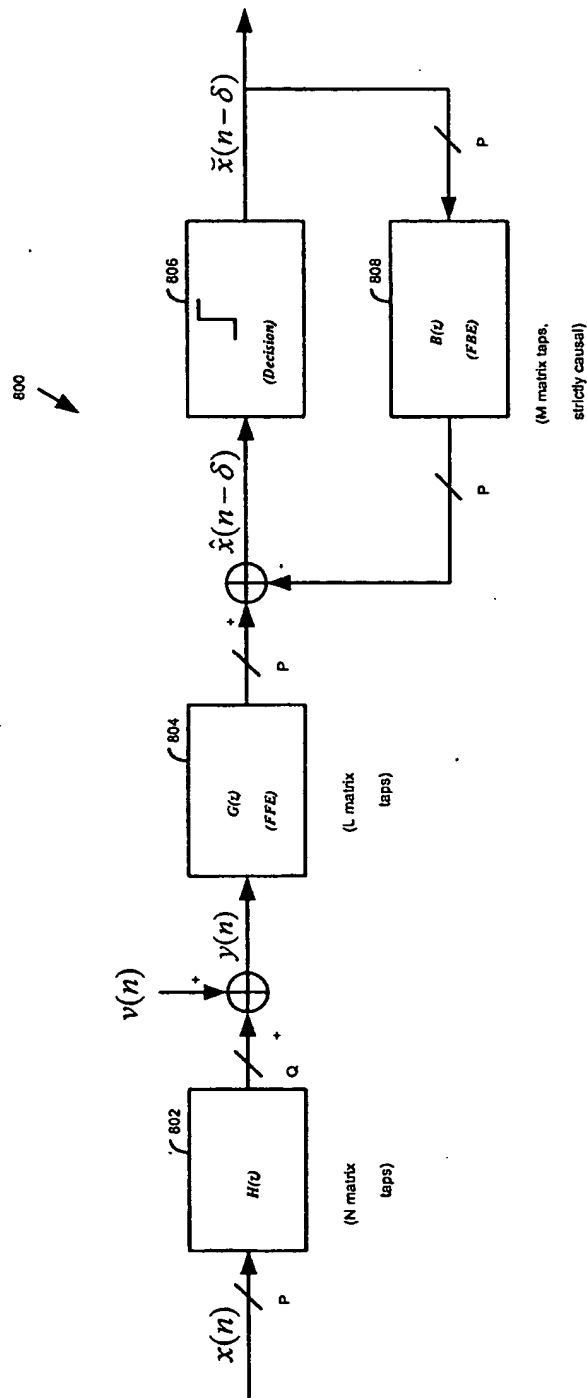 800
x(n)
P
802
H(t)
(N matrix
taps)
Q
+
v(n)
+
y(n)
804
G(t)
(FFE)
(L matrix
taps)
P
+
x̂(n − δ)
806
(Decision)
x̆(n − δ)
P
808
B(t)
(FBE)
(M matrix taps,
strictly causal)
P